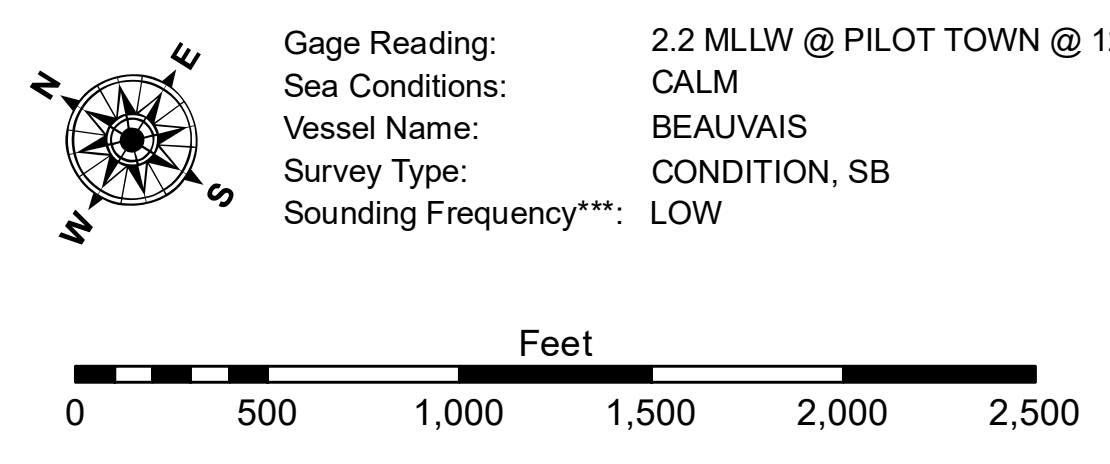 N
E
S
W
Gage Reading: 2.2 MLLW @ PILOT TOWN @
Sea Conditions: CALM
Vessel Name: BEAUVAIS
Survey Type: CONDITION, SB
Sounding Frequency***: LOW
Feet
0 500 1,000 1,500 2,000 2,500